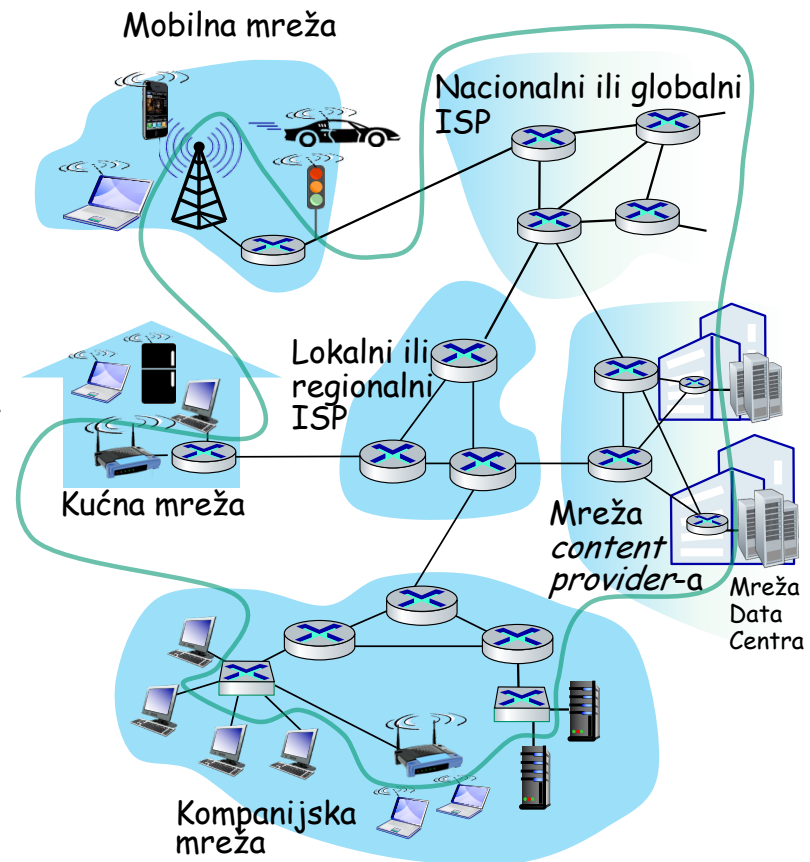 Mobilna mreža
Nacionalni ili globalni
ISP
Lokalni ili
regionalni
ISP
Kućna mreža
Mreža
content
provider-a
Mreža
Data
Centra
Kompanijska
mreža